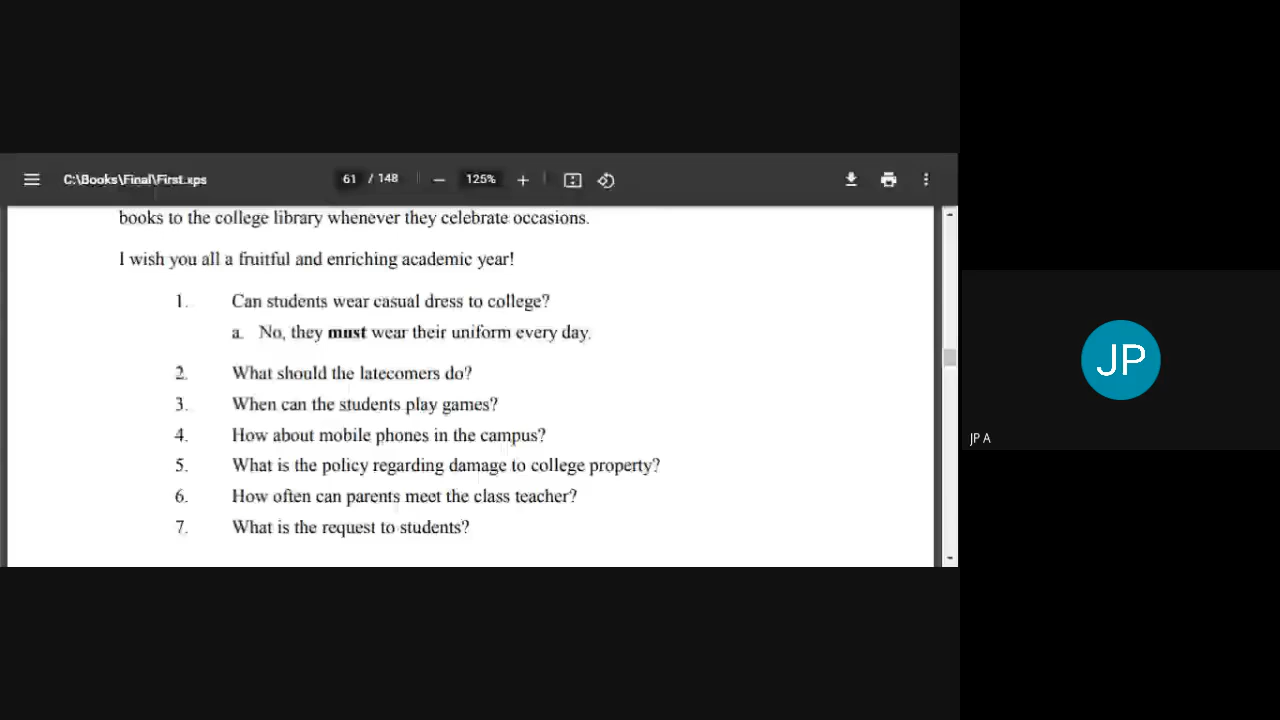 C:\Books\Final\First.xps 61 / 148 125%
books to the college library whenever they celebrate occasions.
I wish you all a fruitful and enriching academic year!
1. Can students wear casual dress to college?
a. No, they must wear their uniform every day.
2. What should the latecomers do?
3. When can the students play games?
4. How about mobile phones in the campus?
5. What is the policy regarding damage to college property?
6. How often can parents meet the class teacher?
7. What is the request to students?
JP
JP A